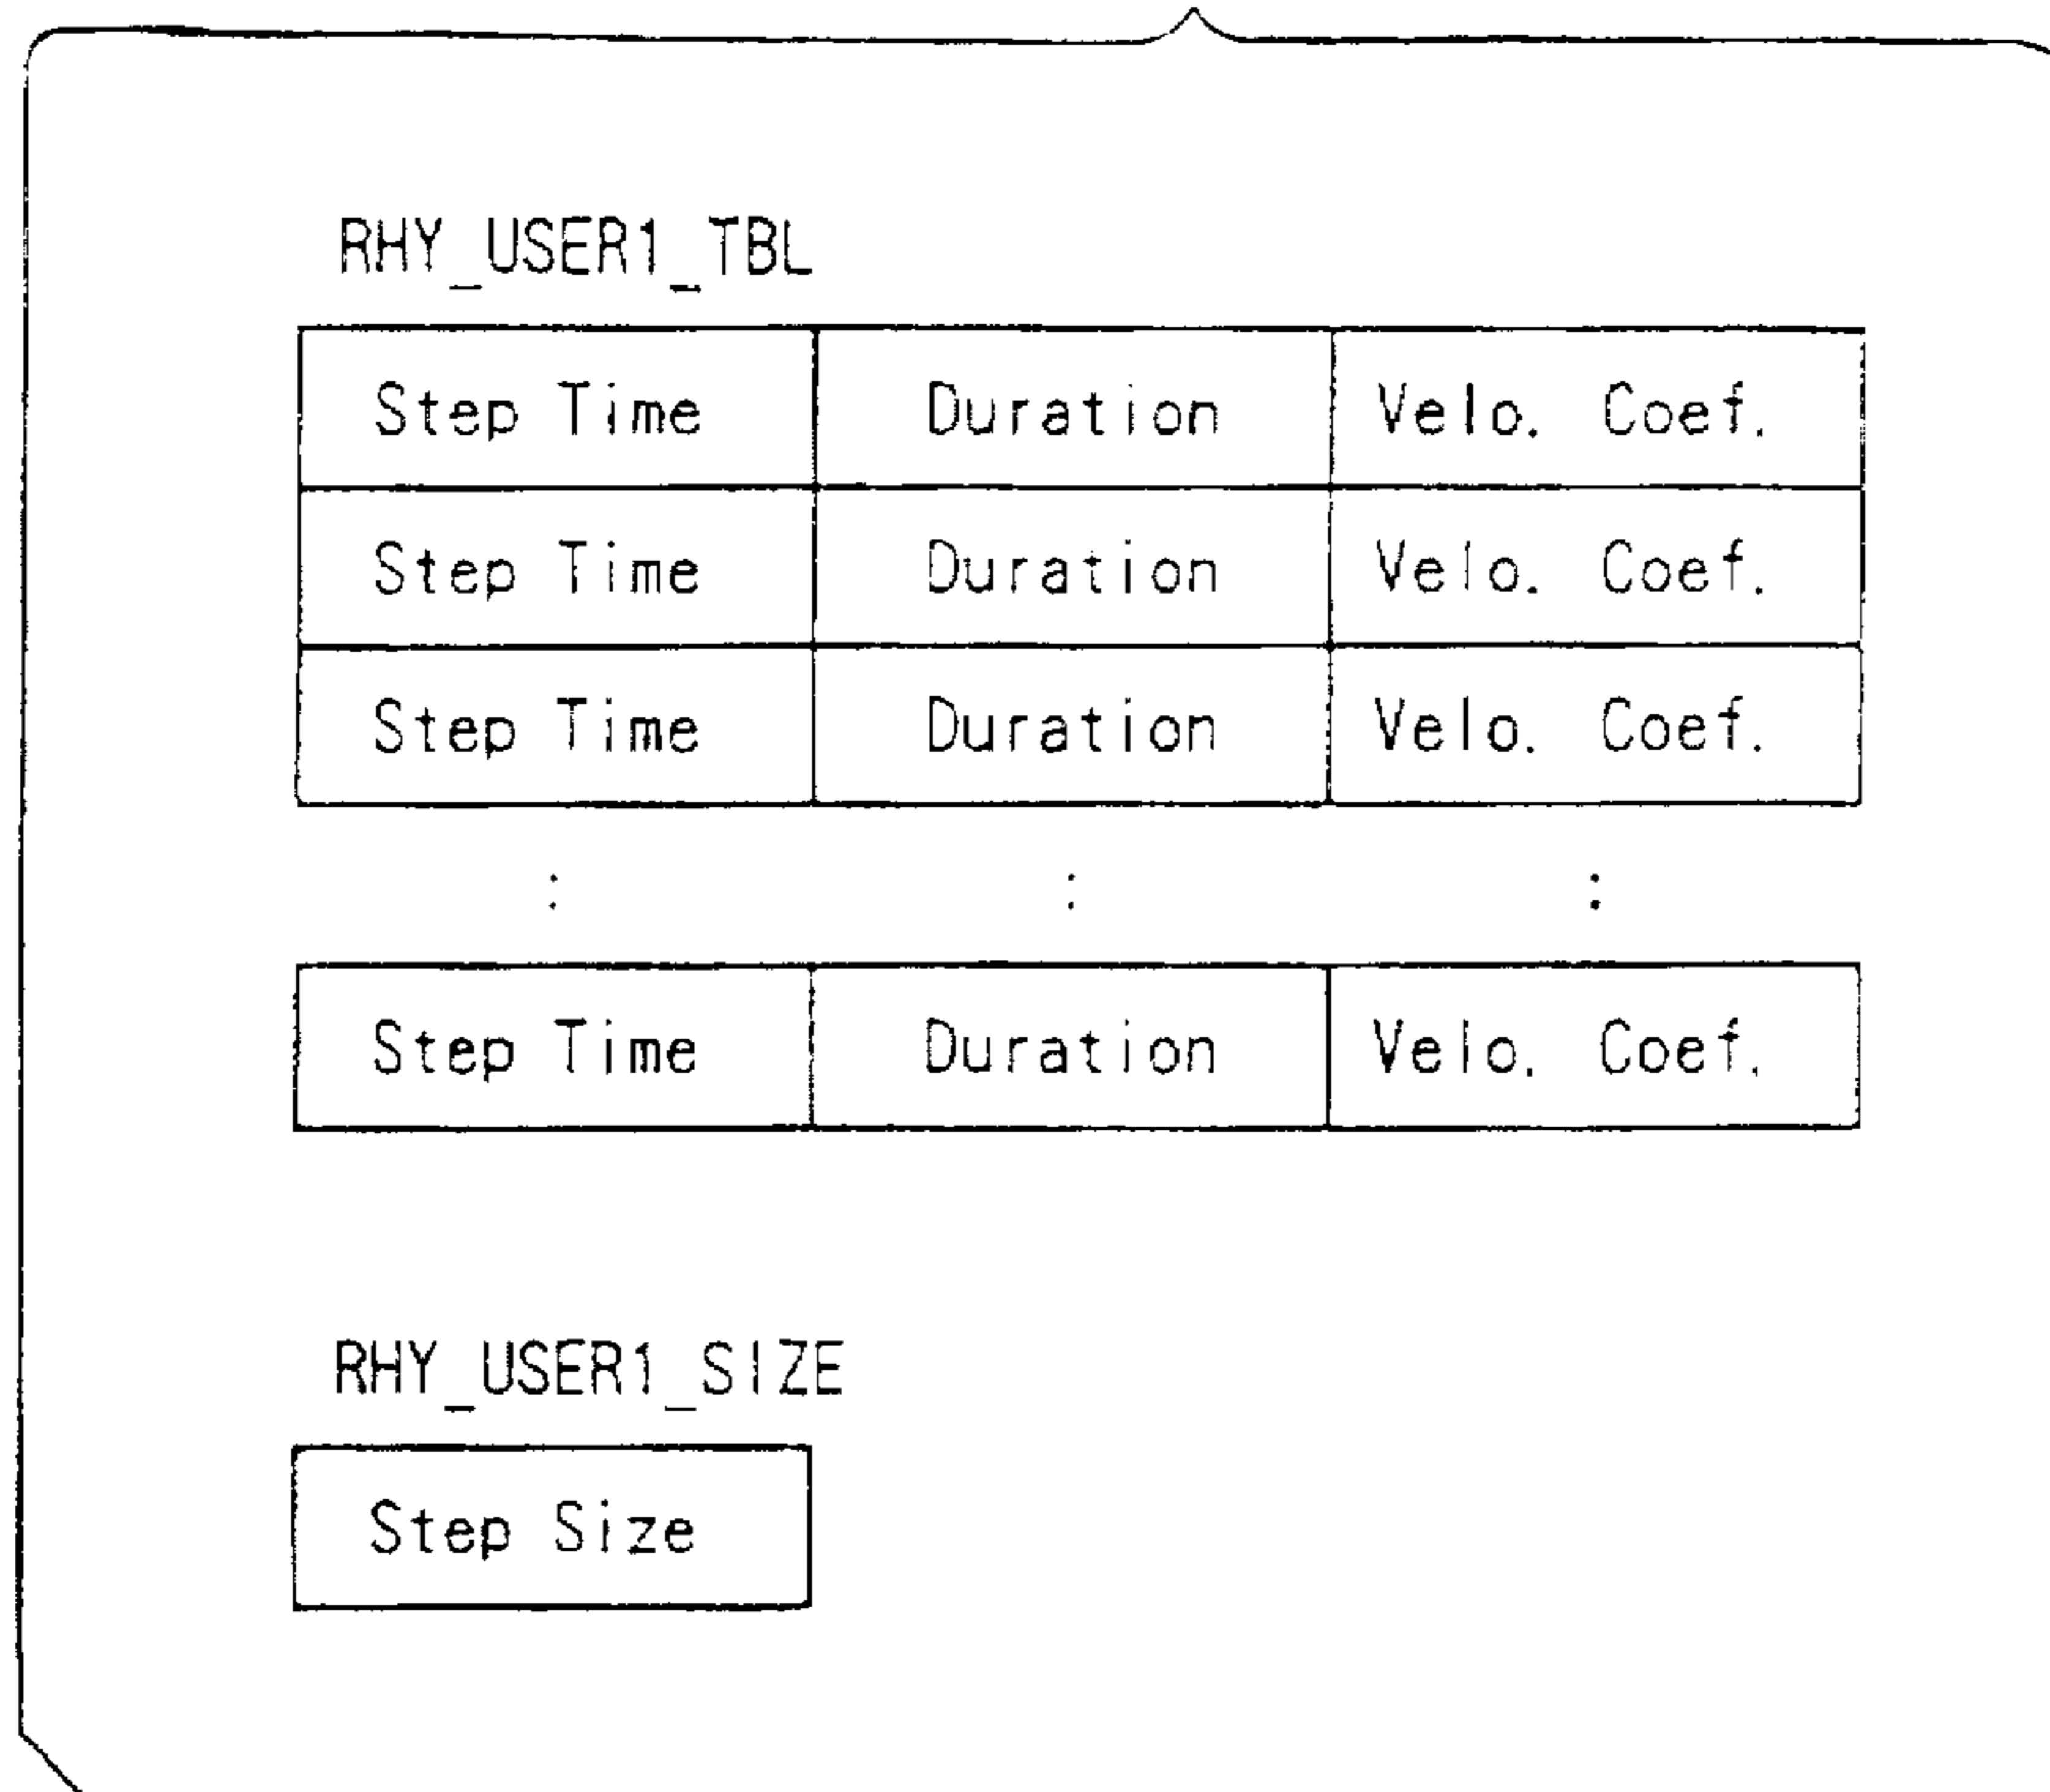 RHY_USER1_TBL
Step Time Duration Velo. Coef.
Step Time Duration Velo. Coef.
Step Time Duration Velo. Coef.
: : :
Step Time Duration Velo. Coef.
RHY_USER1_SIZE
Step Size